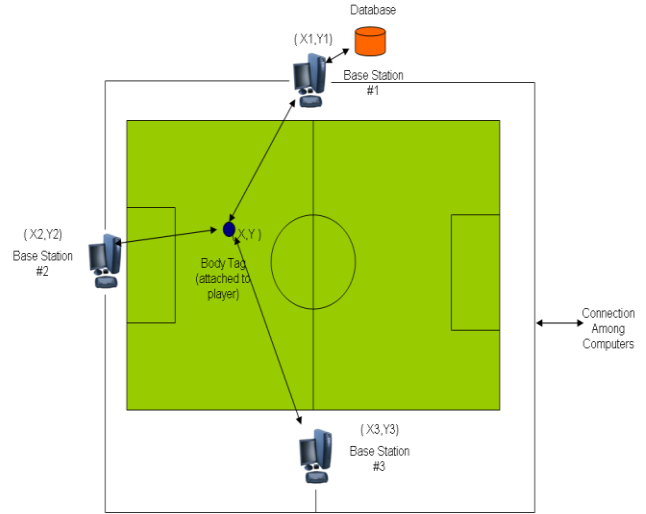 Database
( X1,Y1)
Base Station
#1
( X2,Y2)
Base Station
#2
X,Y )
Body Tag
(attached to
player)
Connection
Among
Computers
( X3,Y3)
Base Station
#3